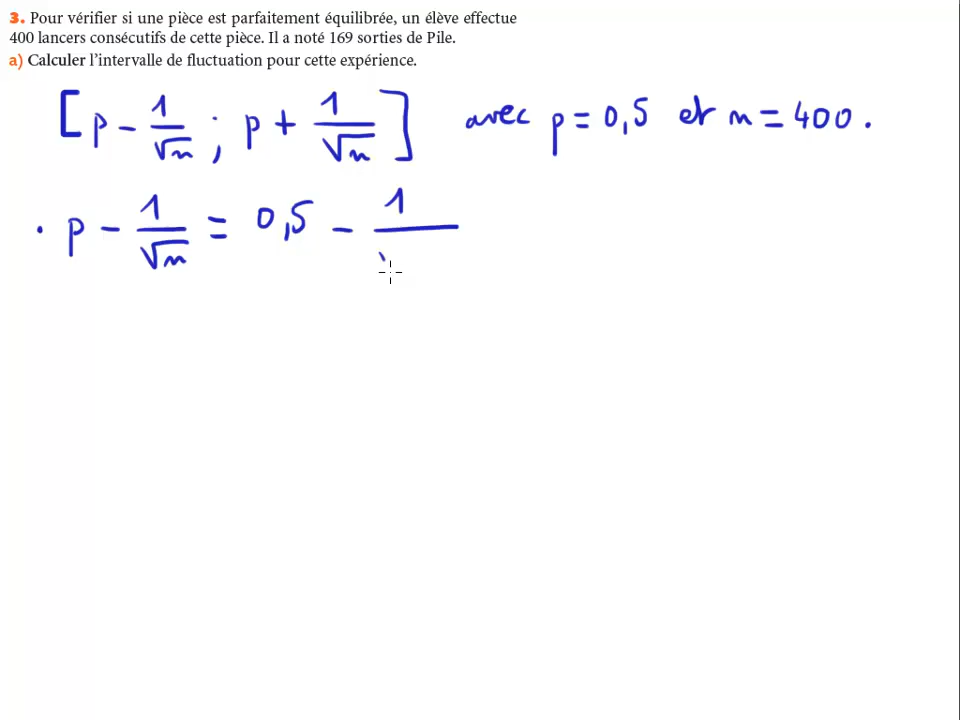 3. Pour vérifier si une pièce est parfaitement équilibrée, un élève effectue
400 lancers consécutifs de cette pièce. Il a noté 169 sorties de Pile.
a) Calculer l'intervalle de fluctuation pour cette expérience.
[p - 1/√n ; p + 1/√n] avec p = 0,5 et n = 400.
· p - 1/√n = 0,5 - 1/